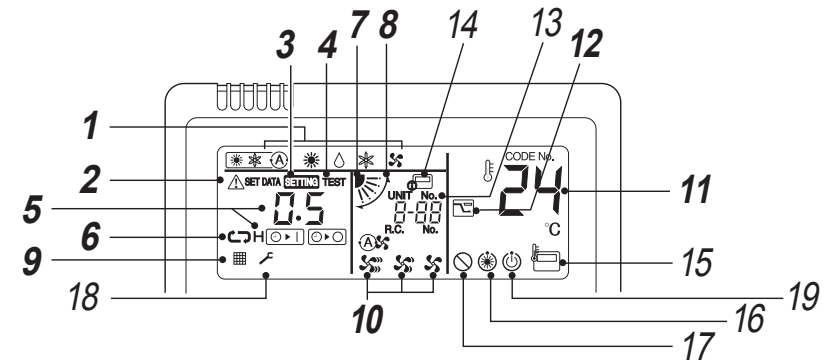 7 8 14 13
3 4 12
1
A
CODE No.
2 SET DATA SETTING TEST UNIT No. 24 11
5 0.5 8-88
R.C. No. °C
6 H A
9 15
18 10 19
16
17